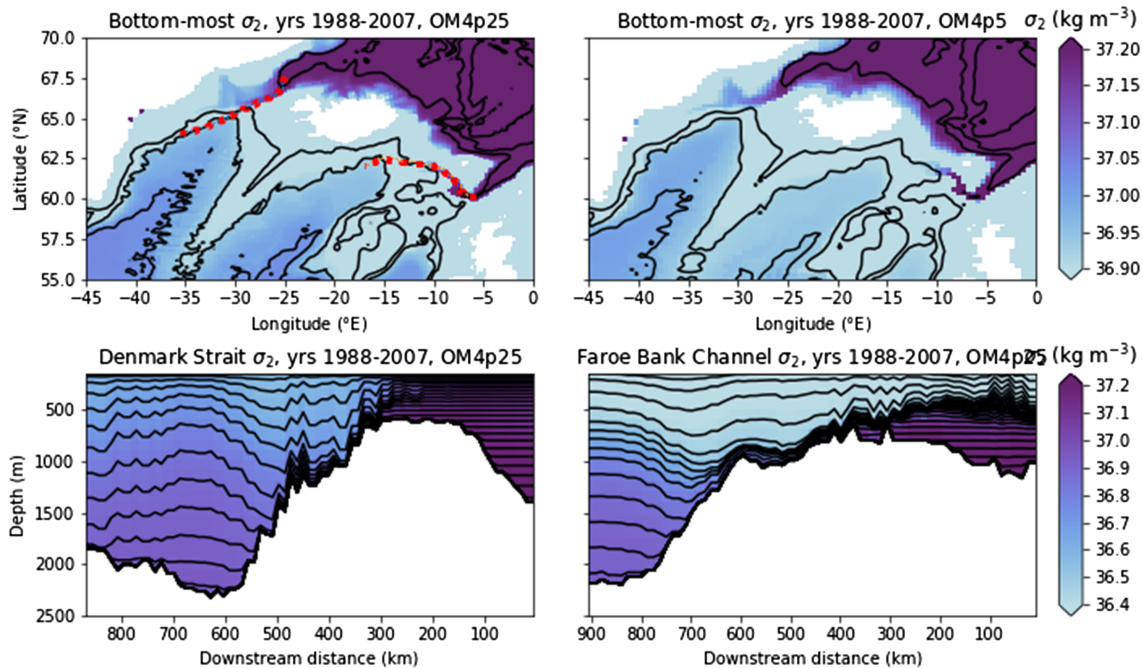 Bottom-most σ₂, yrs 1988-2007, OM4p25
Bottom-most σ₂, yrs 1988-2007, OM4p5
σ₂ (kg m⁻³)
70.0
67.5
65.0
62.5
60.0
57.5
55.0
Latitude (°N)
−45 −40 −35 −30 −25 −20 −15 −10 −5 0
Longitude (°E)
−45 −40 −35 −30 −25 −20 −15 −10 −5 0
Longitude (°E)
37.20
37.15
37.10
37.05
37.00
36.95
36.90
Denmark Strait σ₂, yrs 1988-2007, OM4p25
Faroe Bank Channel σ₂, yrs 1988-2007, OM4p25
σ₂ (kg m⁻³)
500
1000
1500
2000
2500
Depth (m)
800 700 600 500 400 300 200 100
Downstream distance (km)
900 800 700 600 500 400 300 200 100
Downstream distance (km)
37.2
37.1
37.0
36.9
36.8
36.7
36.6
36.5
36.4